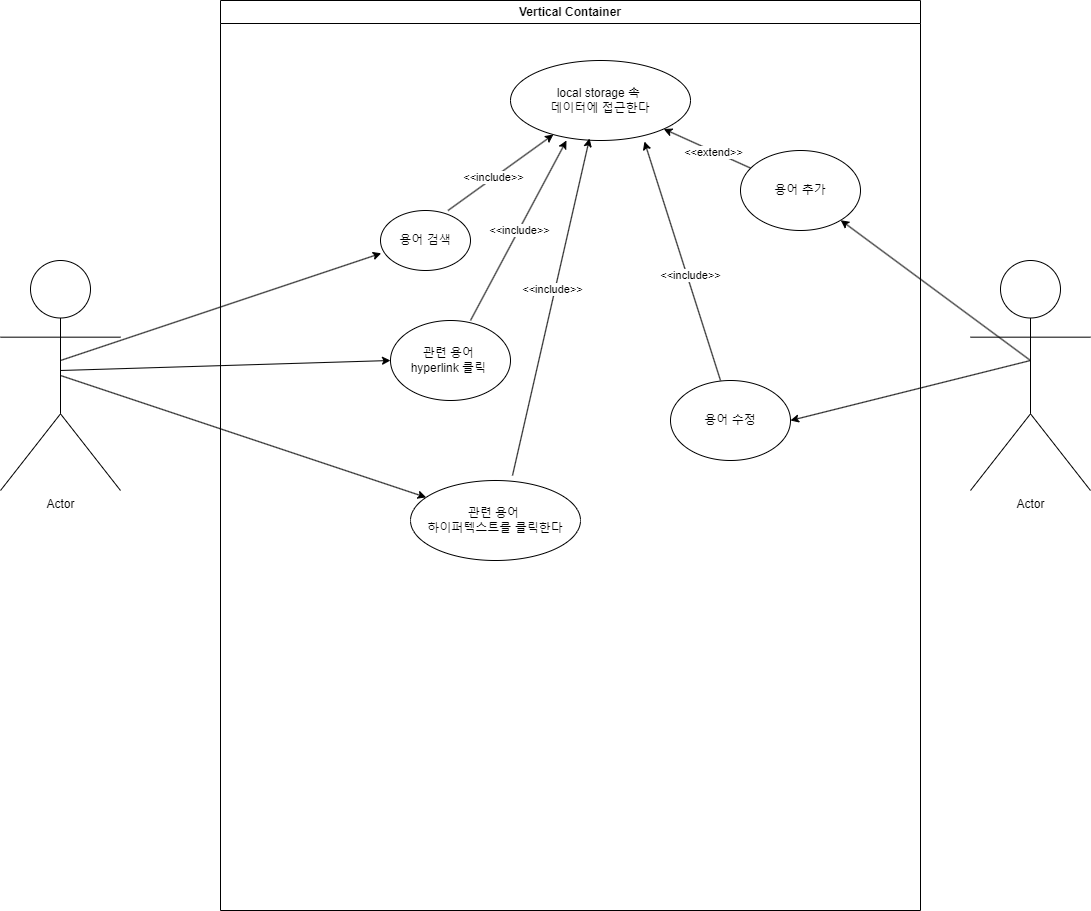 Vertical Container
local storage 속
데이터에 접근한다
<<extend>>
<<include>>
용어 추가
<<include>>
용어 검색
<<include>>
<<include>>
관련 용어
hyperlink 클릭
용어 수정
Actor
Actor
관련 용어
하이퍼텍스트를 클릭한다